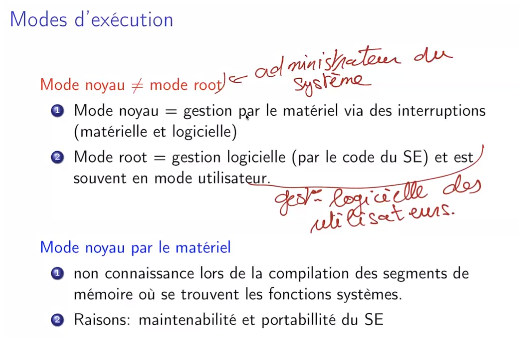 Modes d'exécution
Mode noyau ≠ mode root
← administrateur du
système
1 Mode noyau = gestion par le matériel via des interruptions
(matérielle et logicielle)
2 Mode root = gestion logicielle (par le code du SE) et est
souvent en mode utilisateur.
gest° logicielle des
utilisateurs.
Mode noyau par le matériel
1 non connaissance lors de la compilation des segments de
mémoire où se trouvent les fonctions systèmes.
2 Raisons: maintenabilité et portabillité du SE